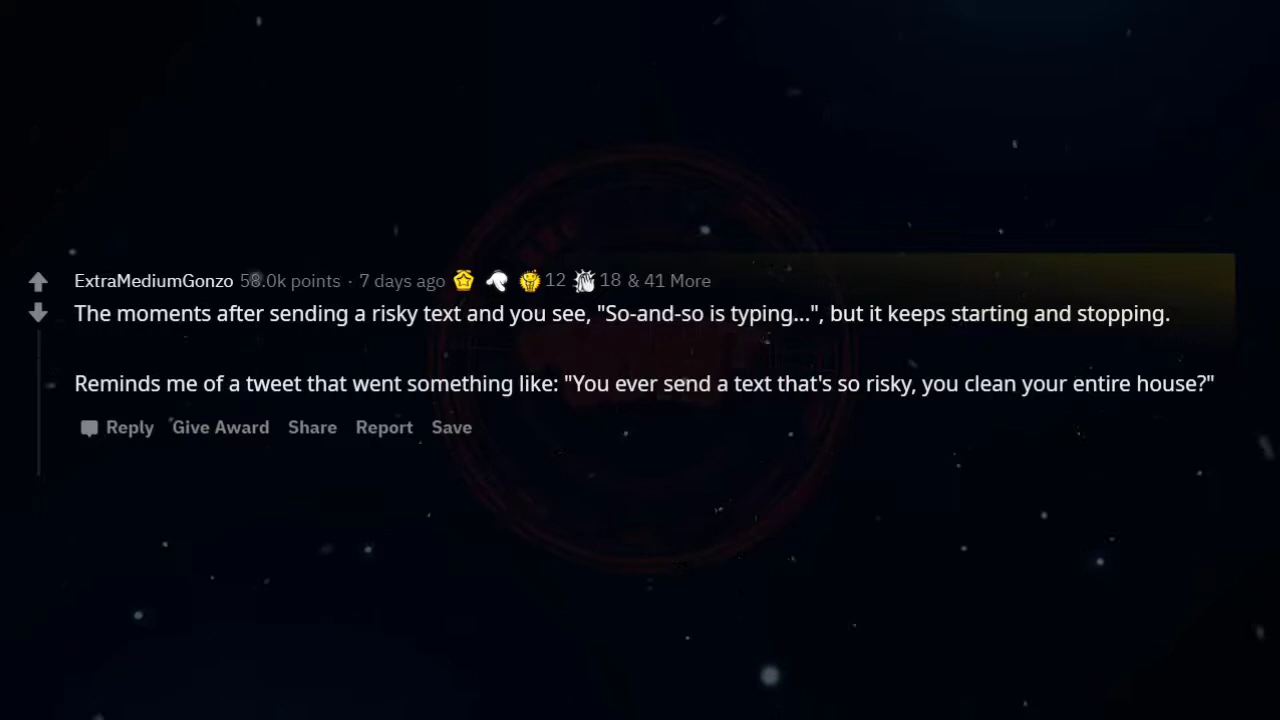 ExtraMediumGonzo 58.0k points · 7 days ago 12 18 & 41 More
The moments after sending a risky text and you see, "So-and-so is typing...", but it keeps starting and stopping.
Reminds me of a tweet that went something like: "You ever send a text that's so risky, you clean your entire house?"
Reply Give Award Share Report Save